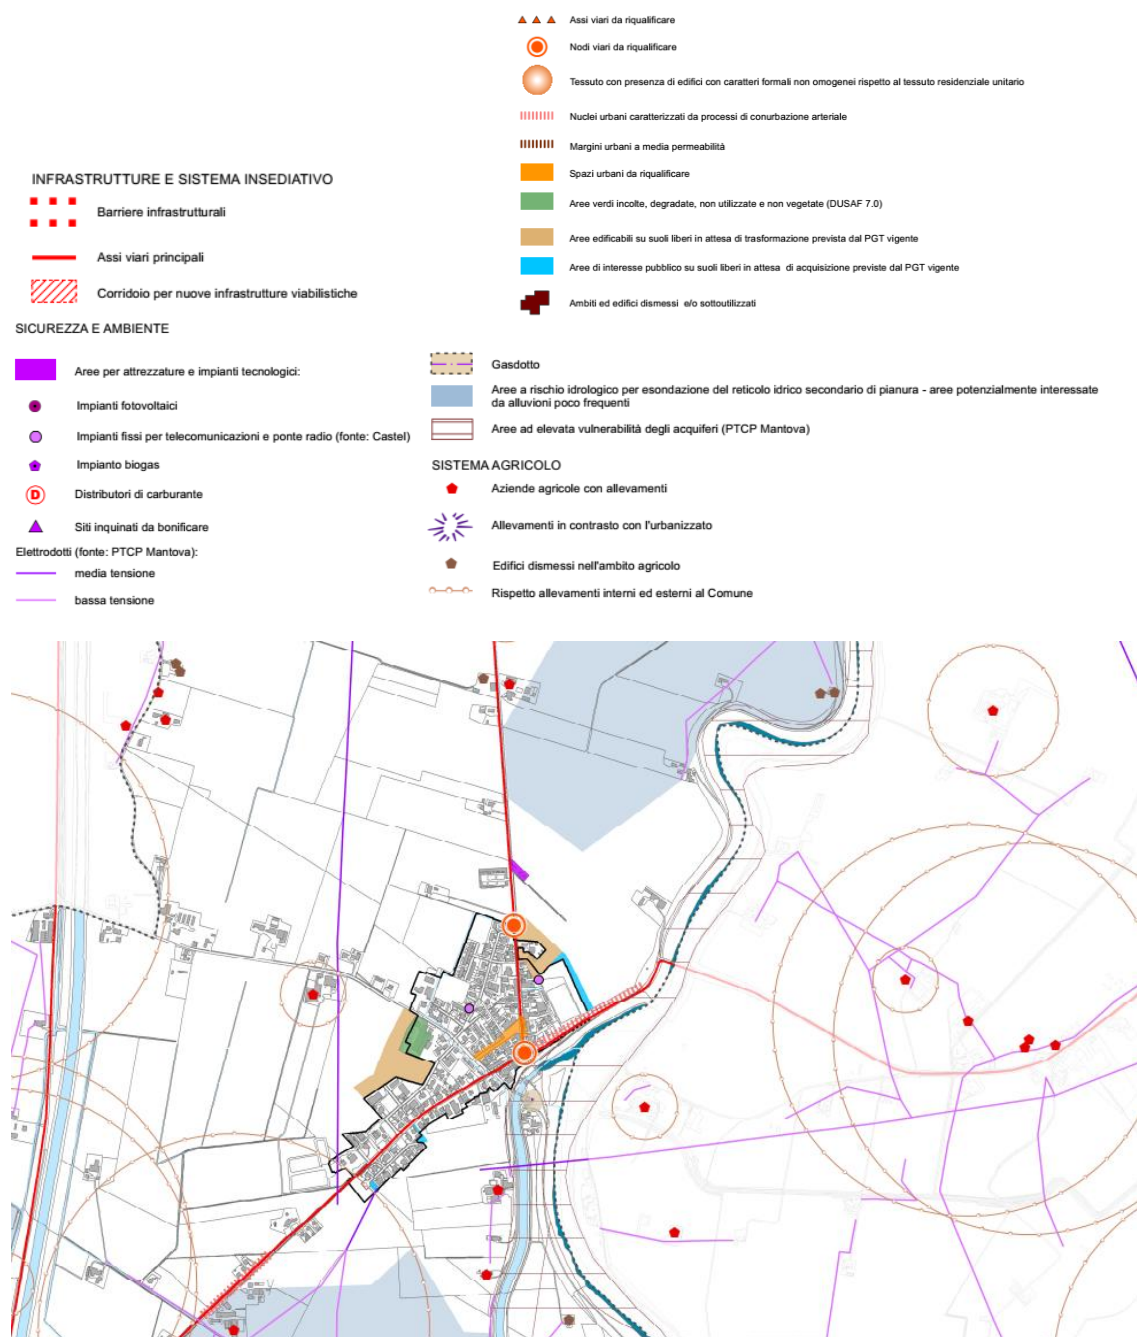 Assi viari da riqualificare
Nodi viari da riqualificare
Tessuto con presenza di edifici con caratteri formali non omogenei rispetto al tessuto residenziale unitario
Nuclei urbani caratterizzati da processi di conurbazione arteriale
Margini urbani a media permeabilità
Spazi urbani da riqualificare
Aree verdi incolte, degradate, non utilizzate e non vegetate (DUSAF 7.0)
Aree edificabili su suoli liberi in attesa di trasformazione prevista dal PGT vigente
Aree di interesse pubblico su suoli liberi in attesa di acquisizione previste dal PGT vigente
Ambiti ed edifici dismessi e/o sottoutilizzati
INFRASTRUTTURE E SISTEMA INSEDIATIVO
Barriere infrastrutturali
Assi viari principali
Corridoio per nuove infrastrutture viabilistiche
SICUREZZA E AMBIENTE
Aree per attrezzature e impianti tecnologici:
Impianti fotovoltaici
Impianti fissi per telecomunicazioni e ponte radio (fonte: Castel)
Impianto biogas
D Distributori di carburante
Siti inquinati da bonificare
Elettrodotti (fonte: PTCP Mantova):
media tensione
bassa tensione
Gasdotto
Aree a rischio idrologico per esondazione del reticolo idrico secondario di pianura - aree potenzialmente interessate
da alluvioni poco frequenti
Aree ad elevata vulnerabilità degli acquiferi (PTCP Mantova)
SISTEMA AGRICOLO
Aziende agricole con allevamenti
Allevamenti in contrasto con l'urbanizzato
Edifici dismessi nell'ambito agricolo
Rispetto allevamenti interni ed esterni al Comune